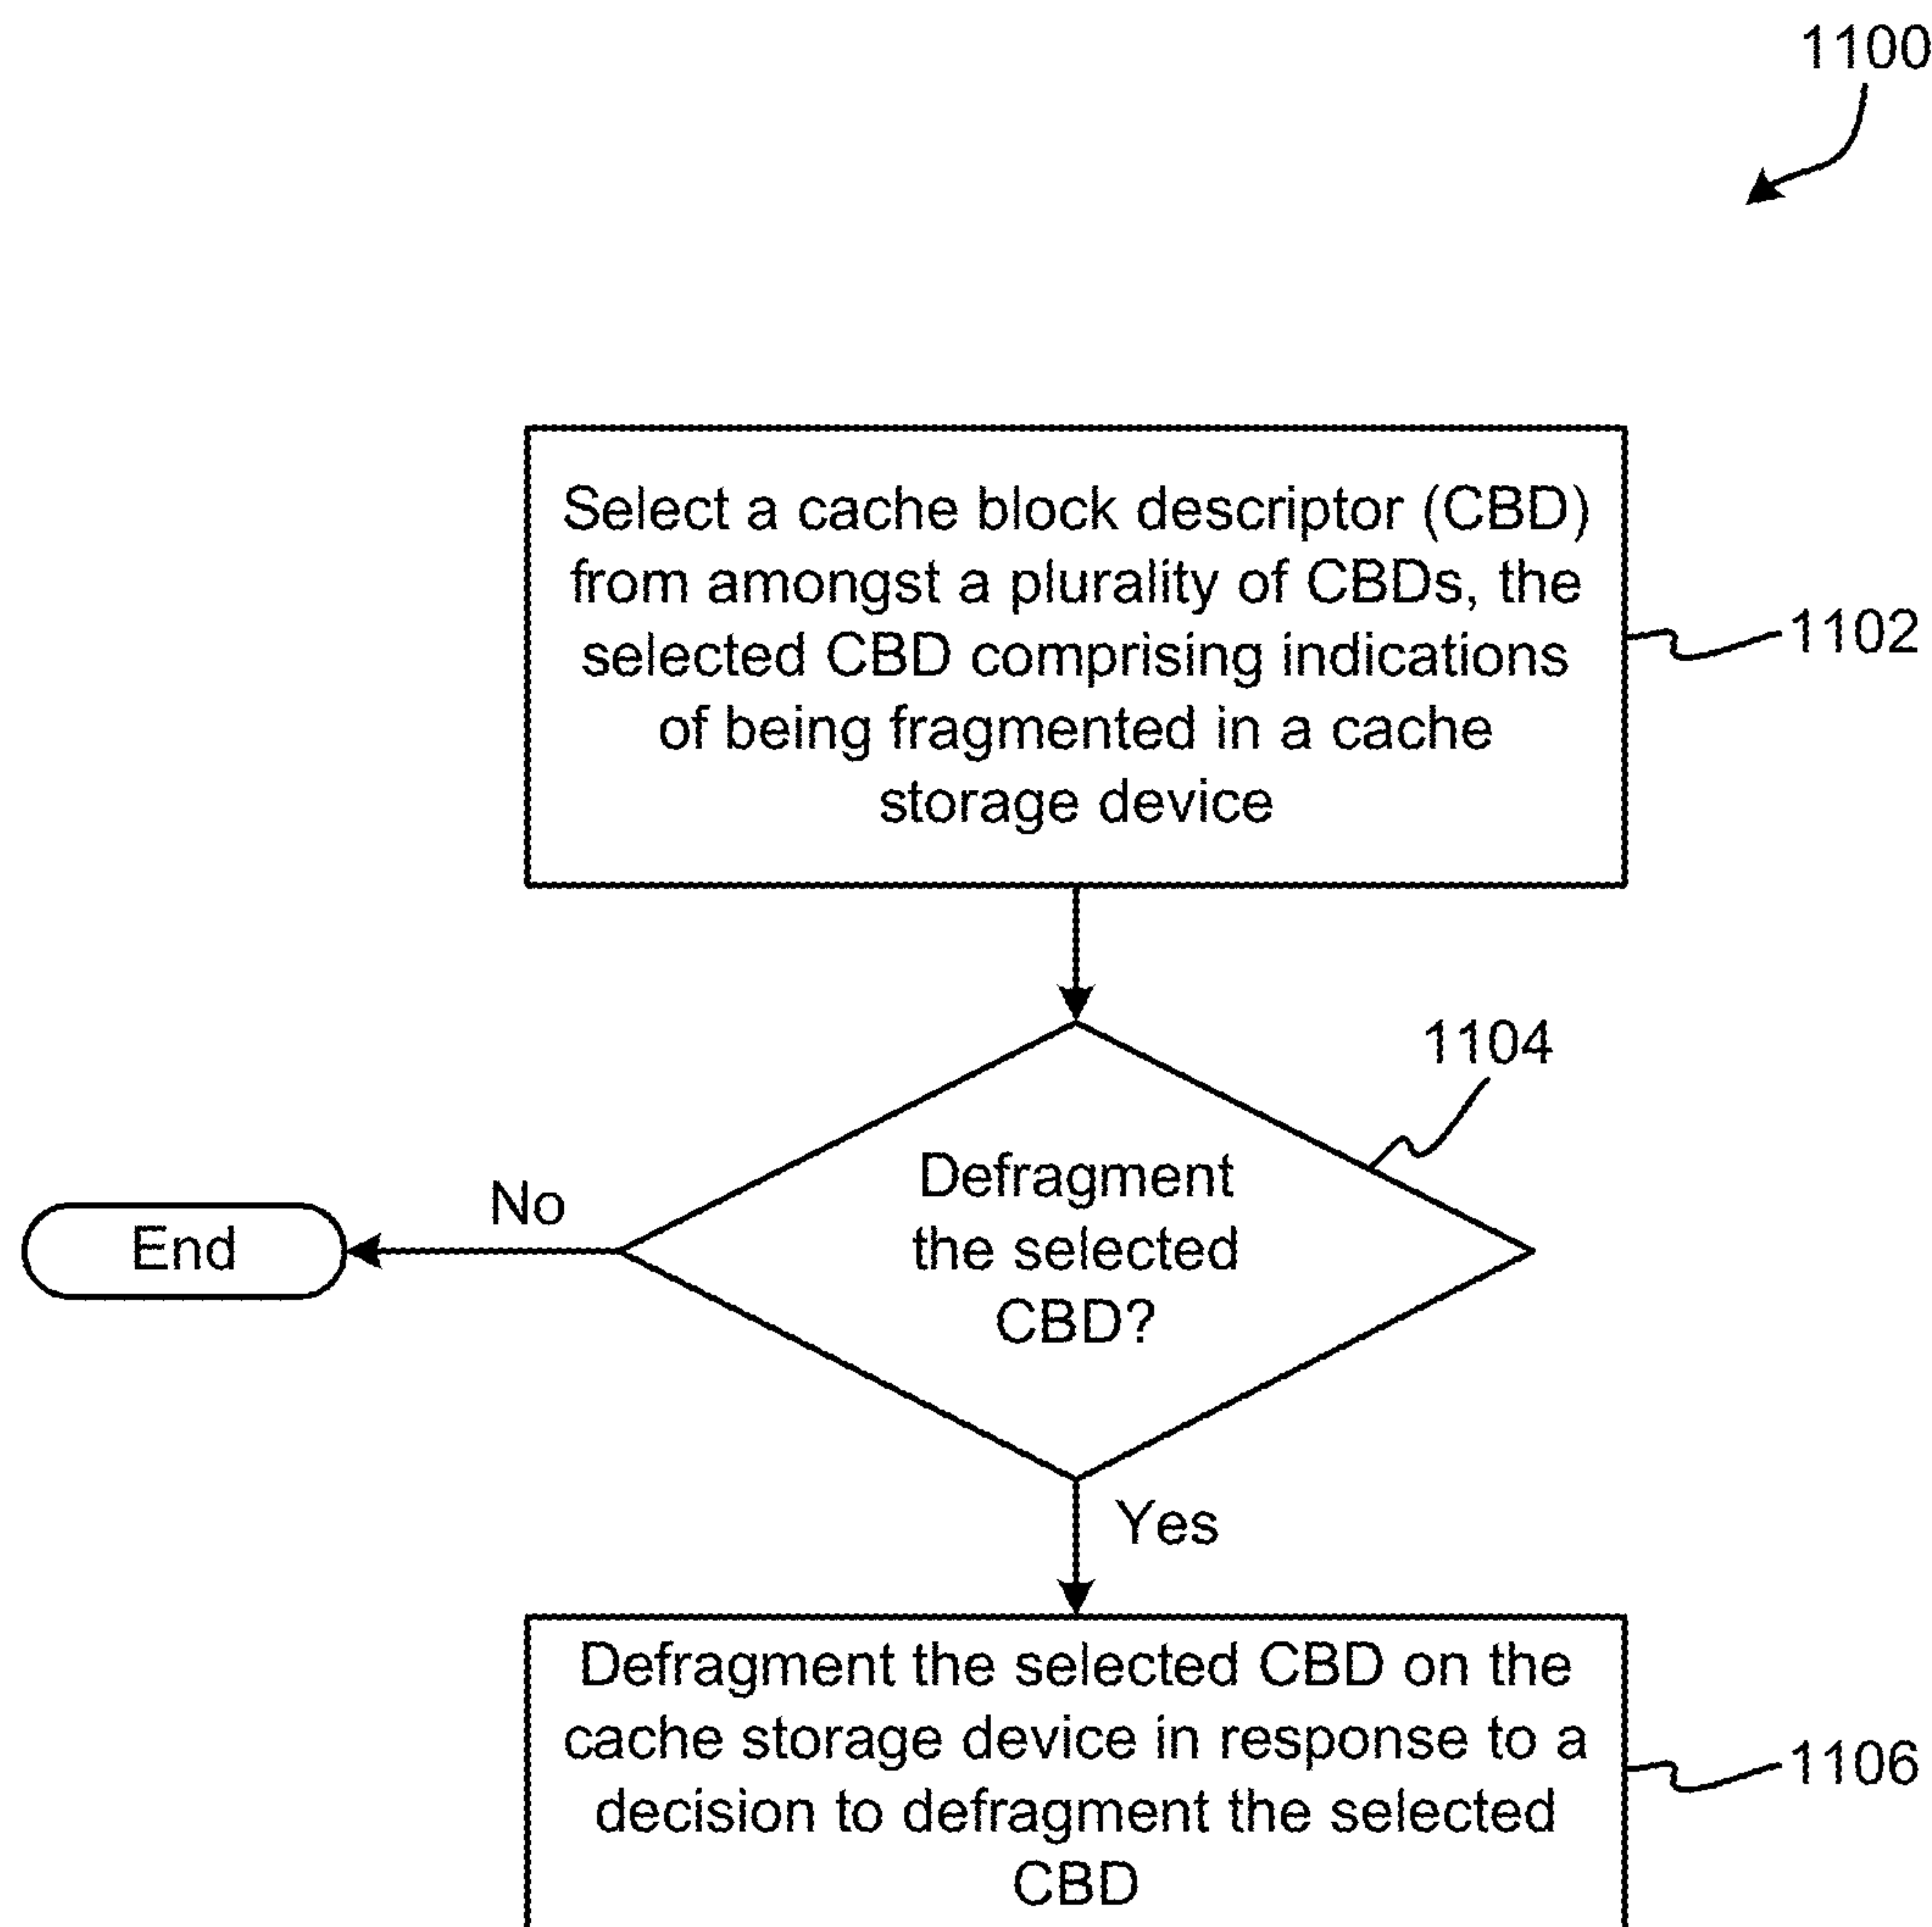 1100
Select a cache block descriptor (CBD)
from amongst a plurality of CBDs, the
selected CBD comprising indications
of being fragmented in a cache
storage device
1102
1104
Defragment
the selected
CBD?
No
End
Yes
Defragment the selected CBD on the
cache storage device in response to a
decision to defragment the selected
CBD
1106